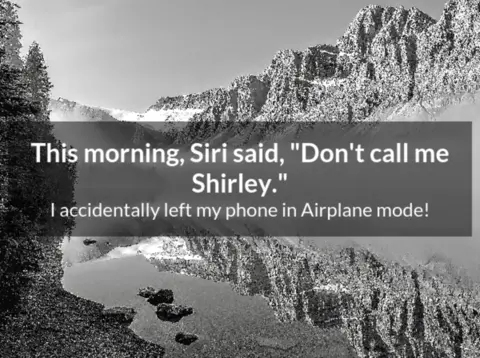 This morning, Siri said, "Don't call me
Shirley."
I accidentally left my phone in Airplane mode!